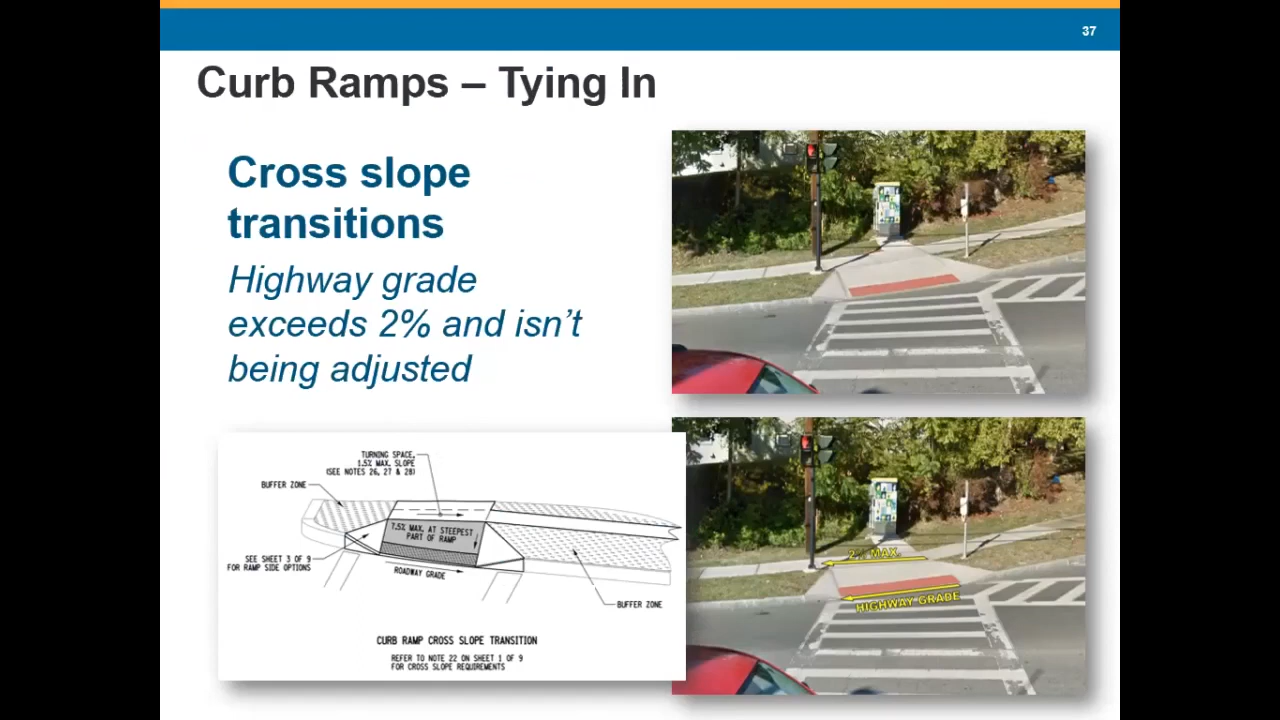 37
Curb Ramps – Tying In
Cross slope
transitions
Highway grade
exceeds 2% and isn't
being adjusted
TURNING SPACE,
1.5% MAX. SLOPE
(SEE NOTES 26, 27 & 28)
BUFFER ZONE
7.5% MAX. AT STEEPEST
PART OF RAMP
SEE SHEET 3 OF 9
FOR RAMP SIDE OPTIONS
ROADWAY GRADE
BUFFER ZONE
CURB RAMP CROSS SLOPE TRANSITION
REFER TO NOTE 22 ON SHEET 1 OF 9
FOR CROSS SLOPE REQUIREMENTS
2% MAX.
HIGHWAY GRADE